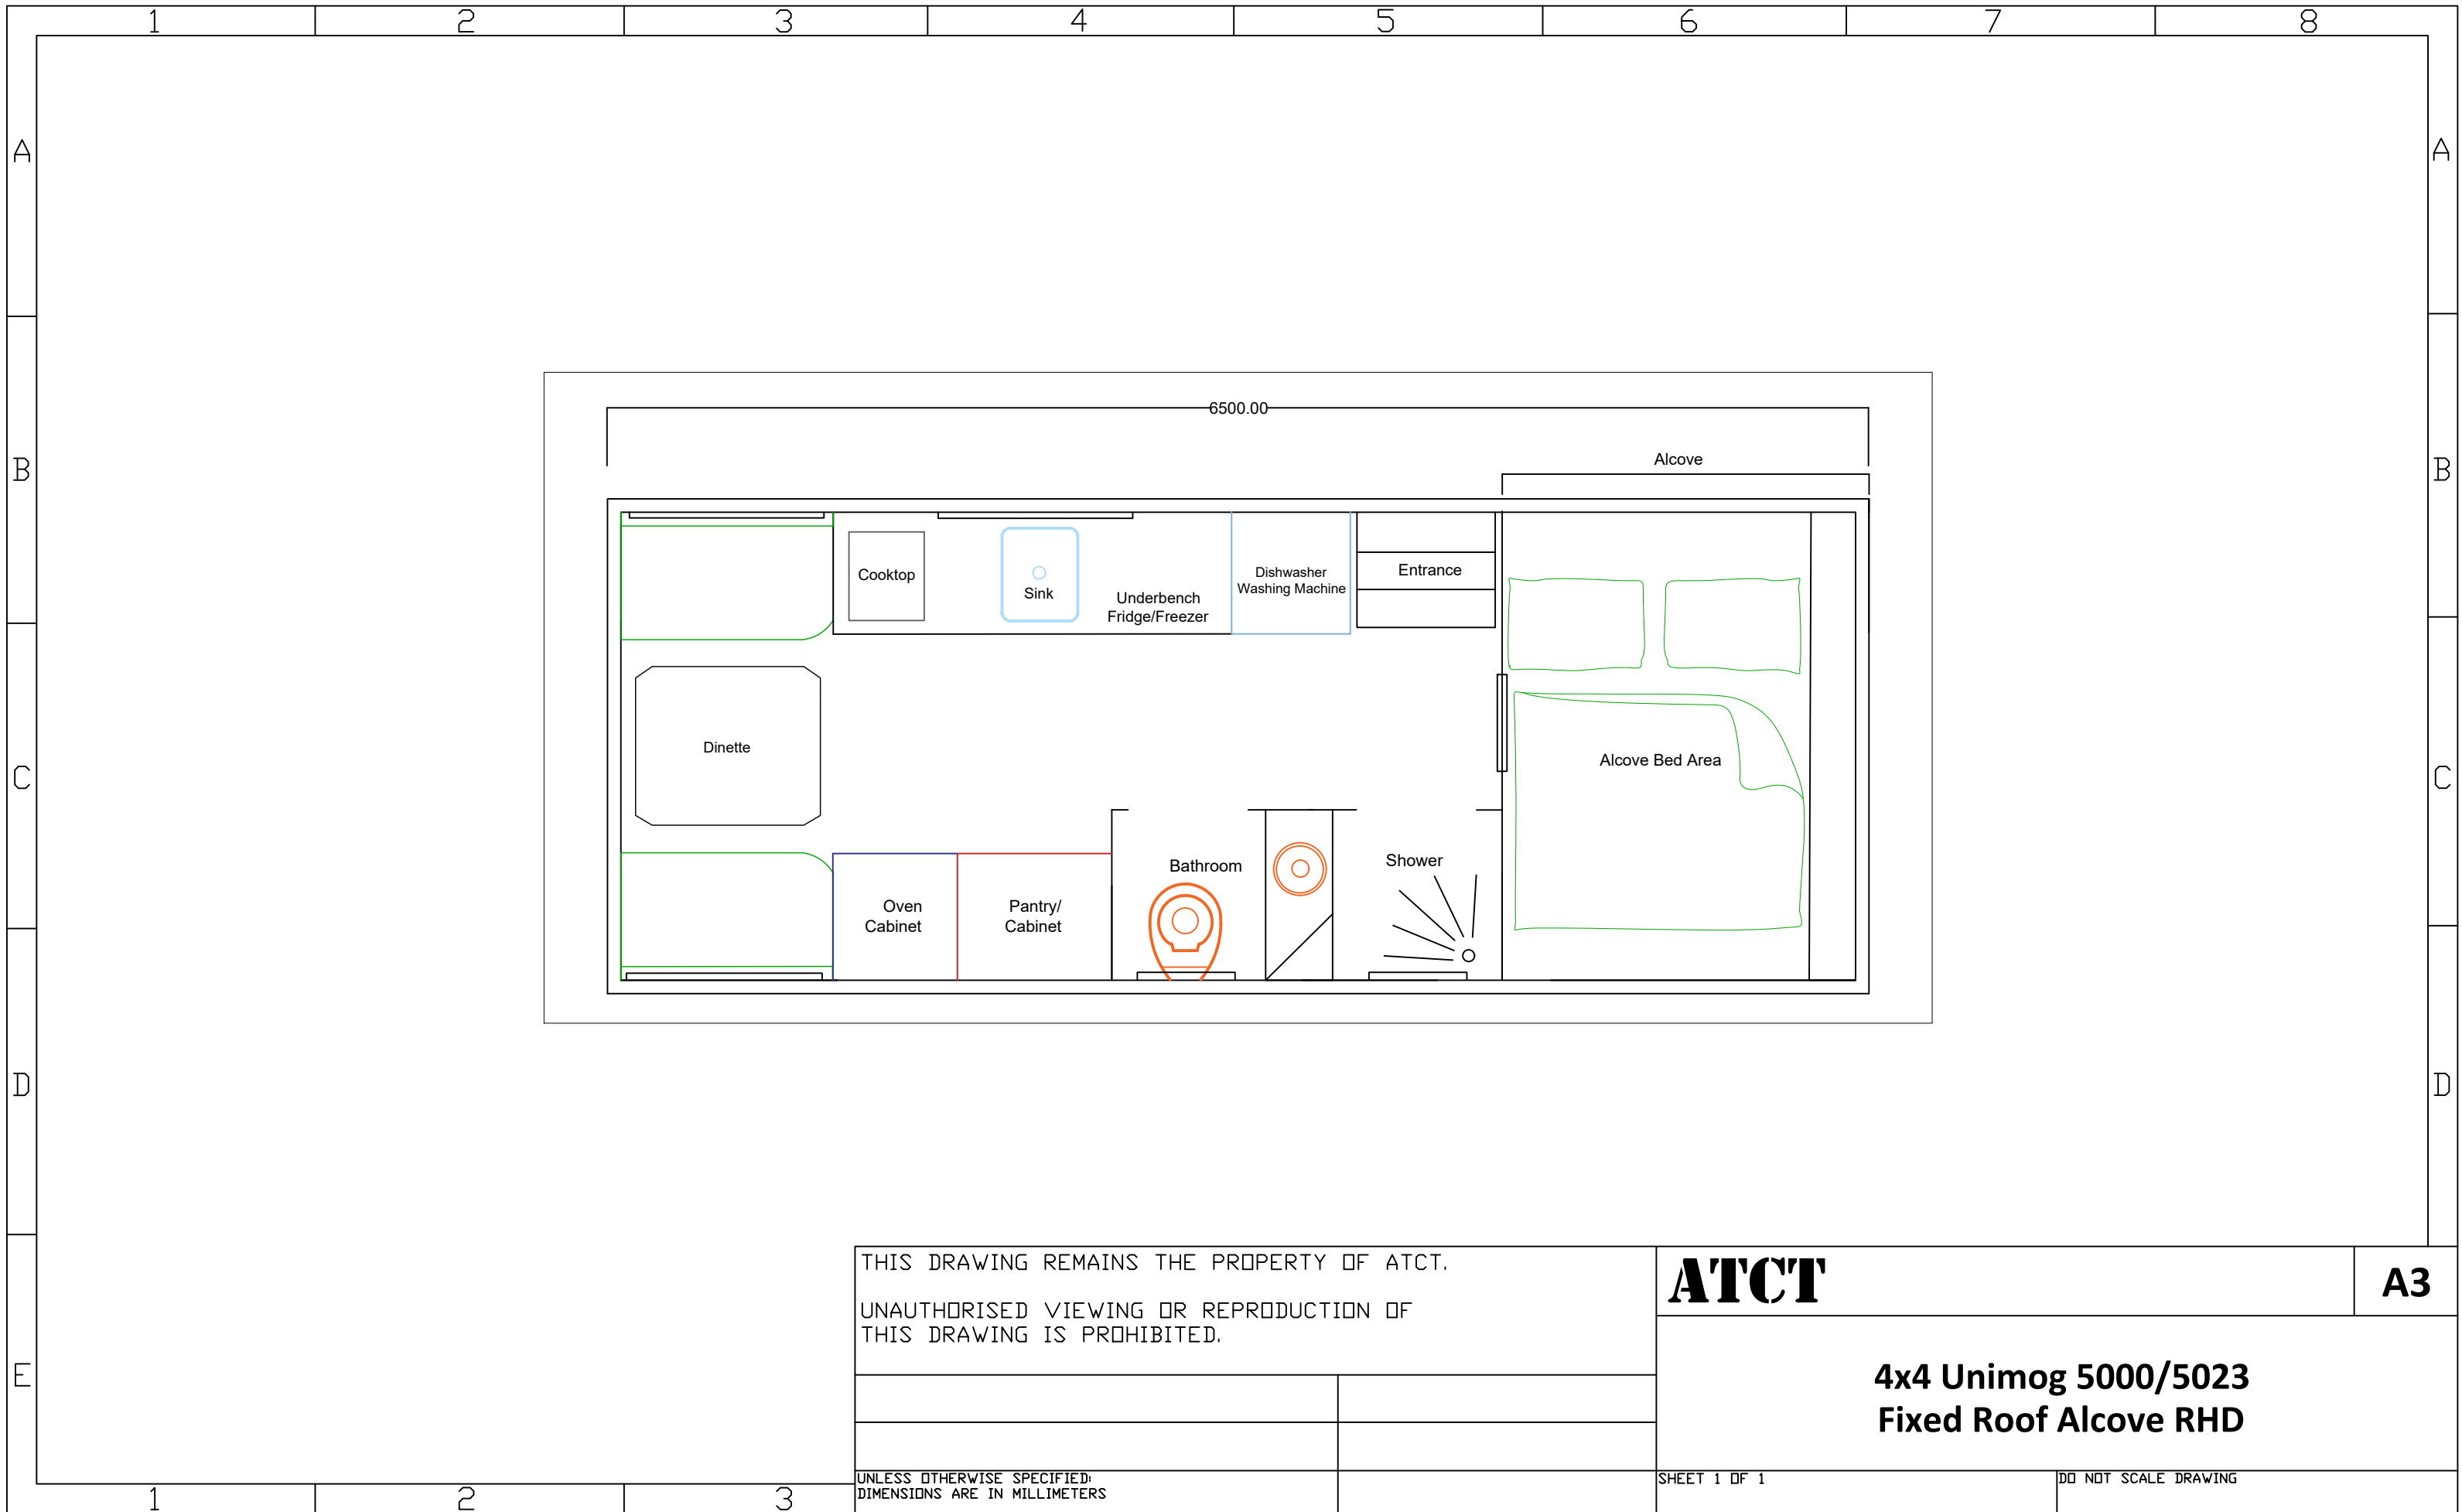 1 2 3 4 5 6 7 8
A A
6500.00
Alcove
B B
Cooktop
Sink
Underbench
Fridge/Freezer
Dishwasher
Washing Machine
Entrance
Dinette
Alcove Bed Area
C C
Oven
Cabinet
Pantry/
Cabinet
Bathroom
Shower
D D
THIS DRAWING REMAINS THE PROPERTY OF ATCT.
UNAUTHORISED VIEWING OR REPRODUCTION OF
THIS DRAWING IS PROHIBITED.
ATCT
A3
E
4x4 Unimog 5000/5023
Fixed Roof Alcove RHD
UNLESS OTHERWISE SPECIFIED:
DIMENSIONS ARE IN MILLIMETERS
SHEET 1 OF 1
DO NOT SCALE DRAWING
1 2 3